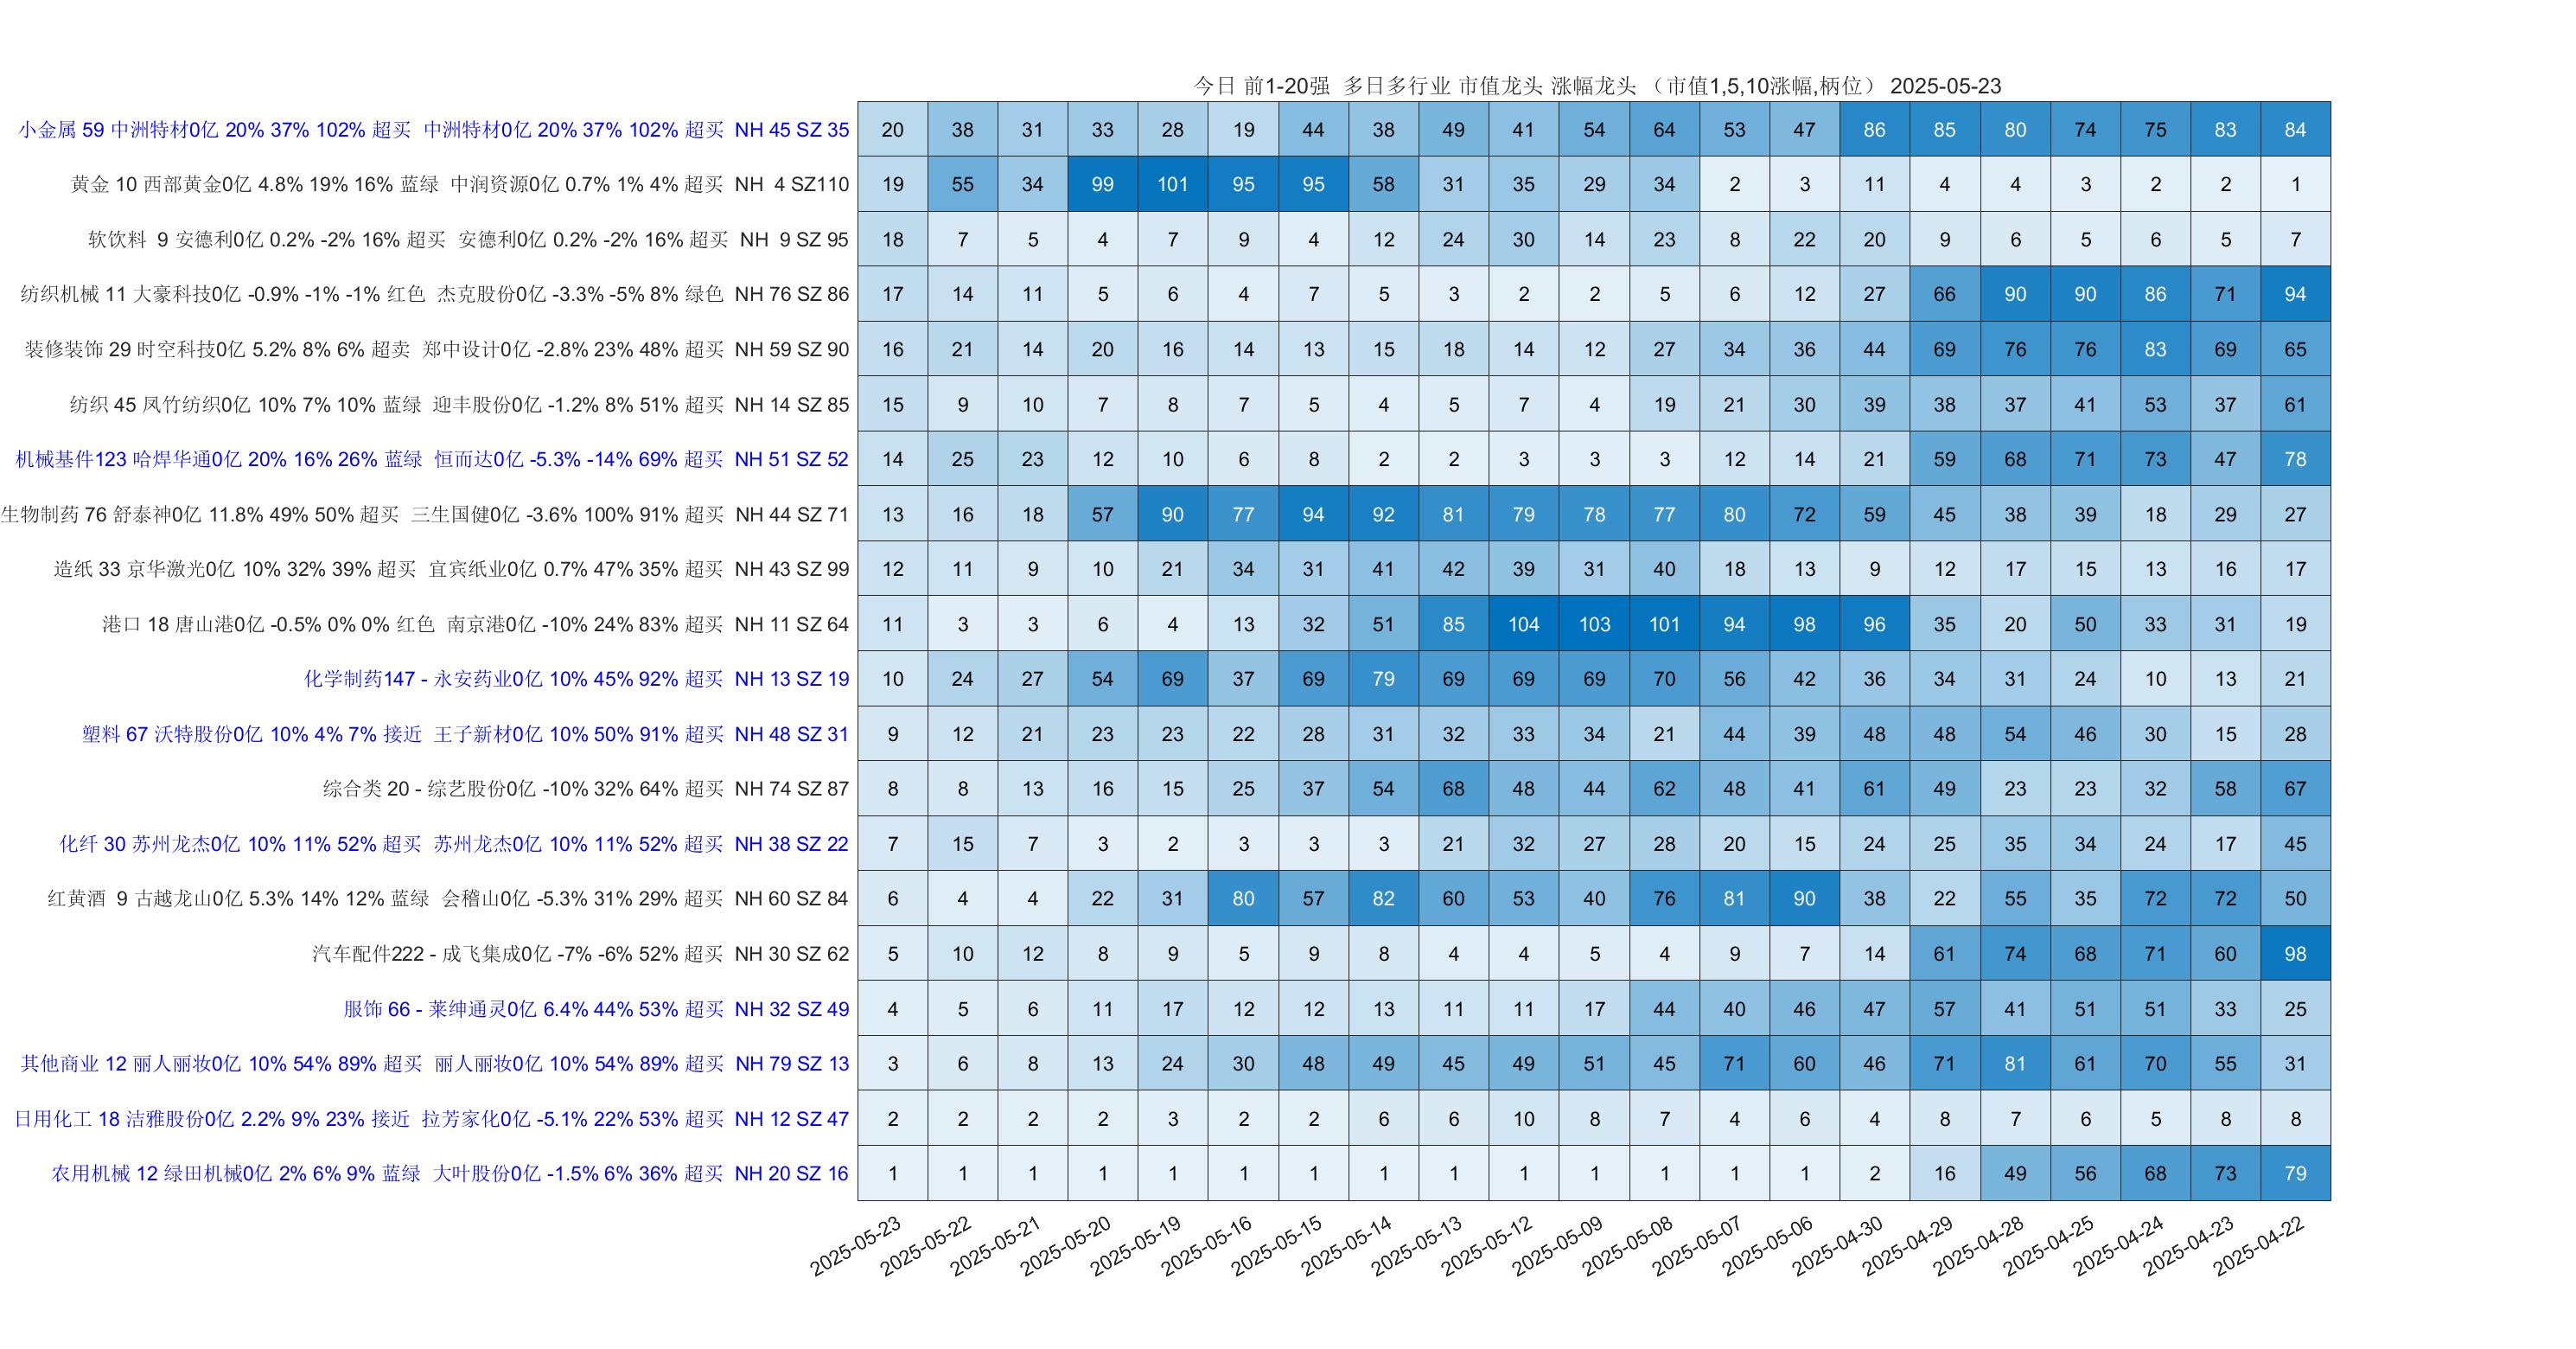 今日 前1-20强 多日多行业 市值龙头 涨幅龙头 （市值1,5,10涨幅,柄位） 2025-05-23
小金属 59 中洲特材0亿 20% 37% 102% 超买 中洲特材0亿 20% 37% 102% 超买 NH 45 SZ 35 20 38 31 33 28 19 44 38 49 41 54 64 53 47 86 85 80 74 75 83 84
黄金 10 西部黄金0亿 4.8% 19% 16% 蓝绿 中润资源0亿 0.7% 1% 4% 超买 NH 4 SZ110 19 55 34 99 101 95 95 58 31 35 29 34 2 3 11 4 4 3 2 2 1
软饮料 9 安德利0亿 0.2% -2% 16% 超买 安德利0亿 0.2% -2% 16% 超买 NH 9 SZ 95 18 7 5 4 7 9 4 12 24 30 14 23 8 22 20 9 6 5 6 5 7
纺织机械 11 大豪科技0亿 -0.9% -1% -1% 红色 杰克股份0亿 -3.3% -5% 8% 绿色 NH 76 SZ 86 17 14 11 5 6 4 7 5 3 2 2 5 6 12 27 66 90 90 86 71 94
装修装饰 29 时空科技0亿 5.2% 8% 6% 超卖 郑中设计0亿 -2.8% 23% 48% 超买 NH 59 SZ 90 16 21 14 20 16 14 13 15 18 14 12 27 34 36 44 69 76 76 83 69 65
纺织 45 凤竹纺织0亿 10% 7% 10% 蓝绿 迎丰股份0亿 -1.2% 8% 51% 超买 NH 14 SZ 85 15 9 10 7 8 7 5 4 5 7 4 19 21 30 39 38 37 41 53 37 61
机械基件123 哈焊华通0亿 20% 16% 26% 蓝绿 恒而达0亿 -5.3% -14% 69% 超买 NH 51 SZ 52 14 25 23 12 10 6 8 2 2 3 3 3 12 14 21 59 68 71 73 47 78
生物制药 76 舒泰神0亿 11.8% 49% 50% 超买 三生国健0亿 -3.6% 100% 91% 超买 NH 44 SZ 71 13 16 18 57 90 77 94 92 81 79 78 77 80 72 59 45 38 39 18 29 27
造纸 33 京华激光0亿 10% 32% 39% 超买 宜宾纸业0亿 0.7% 47% 35% 超买 NH 43 SZ 99 12 11 9 10 21 34 31 41 42 39 31 40 18 13 9 12 17 15 13 16 17
港口 18 唐山港0亿 -0.5% 0% 0% 红色 南京港0亿 -10% 24% 83% 超买 NH 11 SZ 64 11 3 3 6 4 13 32 51 85 104 103 101 94 98 96 35 20 50 33 31 19
化学制药147 - 永安药业0亿 10% 45% 92% 超买 NH 13 SZ 19 10 24 27 54 69 37 69 79 69 69 69 70 56 42 36 34 31 24 10 13 21
塑料 67 沃特股份0亿 10% 4% 7% 接近 王子新材0亿 10% 50% 91% 超买 NH 48 SZ 31 9 12 21 23 23 22 28 31 32 33 34 21 44 39 48 48 54 46 30 15 28
综合类 20 - 综艺股份0亿 -10% 32% 64% 超买 NH 74 SZ 87 8 8 13 16 15 25 37 54 68 48 44 62 48 41 61 49 23 23 32 58 67
化纤 30 苏州龙杰0亿 10% 11% 52% 超买 苏州龙杰0亿 10% 11% 52% 超买 NH 38 SZ 22 7 15 7 3 2 3 3 3 21 32 27 28 20 15 24 25 35 34 24 17 45
红黄酒 9 古越龙山0亿 5.3% 14% 12% 蓝绿 会稽山0亿 -5.3% 31% 29% 超买 NH 60 SZ 84 6 4 4 22 31 80 57 82 60 53 40 76 81 90 38 22 55 35 72 72 50
汽车配件222 - 成飞集成0亿 -7% -6% 52% 超买 NH 30 SZ 62 5 10 12 8 9 5 9 8 4 4 5 4 9 7 14 61 74 68 71 60 98
服饰 66 - 莱绅通灵0亿 6.4% 44% 53% 超买 NH 32 SZ 49 4 5 6 11 17 12 12 13 11 11 17 44 40 46 47 57 41 51 51 33 25
其他商业 12 丽人丽妆0亿 10% 54% 89% 超买 丽人丽妆0亿 10% 54% 89% 超买 NH 79 SZ 13 3 6 8 13 24 30 48 49 45 49 51 45 71 60 46 71 81 61 70 55 31
日用化工 18 洁雅股份0亿 2.2% 9% 23% 接近 拉芳家化0亿 -5.1% 22% 53% 超买 NH 12 SZ 47 2 2 2 2 3 2 2 6 6 10 8 7 4 6 4 8 7 6 5 8 8
农用机械 12 绿田机械0亿 2% 6% 9% 蓝绿 大叶股份0亿 -1.5% 6% 36% 超买 NH 20 SZ 16 1 1 1 1 1 1 1 1 1 1 1 1 1 1 2 16 49 56 68 73 79
2025-05-23 2025-05-22 2025-05-21 2025-05-20 2025-05-19 2025-05-16 2025-05-15 2025-05-14 2025-05-13 2025-05-12 2025-05-09 2025-05-08 2025-05-07 2025-05-06 2025-04-30 2025-04-29 2025-04-28 2025-04-25 2025-04-24 2025-04-23 2025-04-22